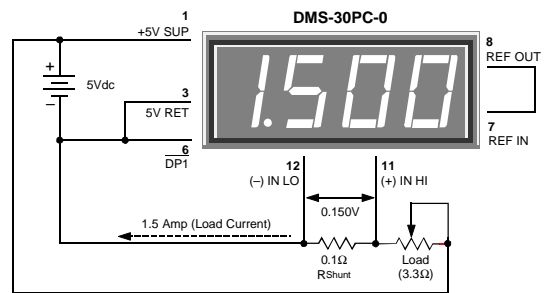 DMS-30PC-0
1
+5V SUP
8
REF OUT
+
5Vdc
–
3
5V RET
1.500
7
REF IN
6
DP1
12
(–) IN LO
11
(+) IN HI
0.150V
1.5 Amp (Load Current)
0.1Ω
RShunt
Load
(3.3Ω)